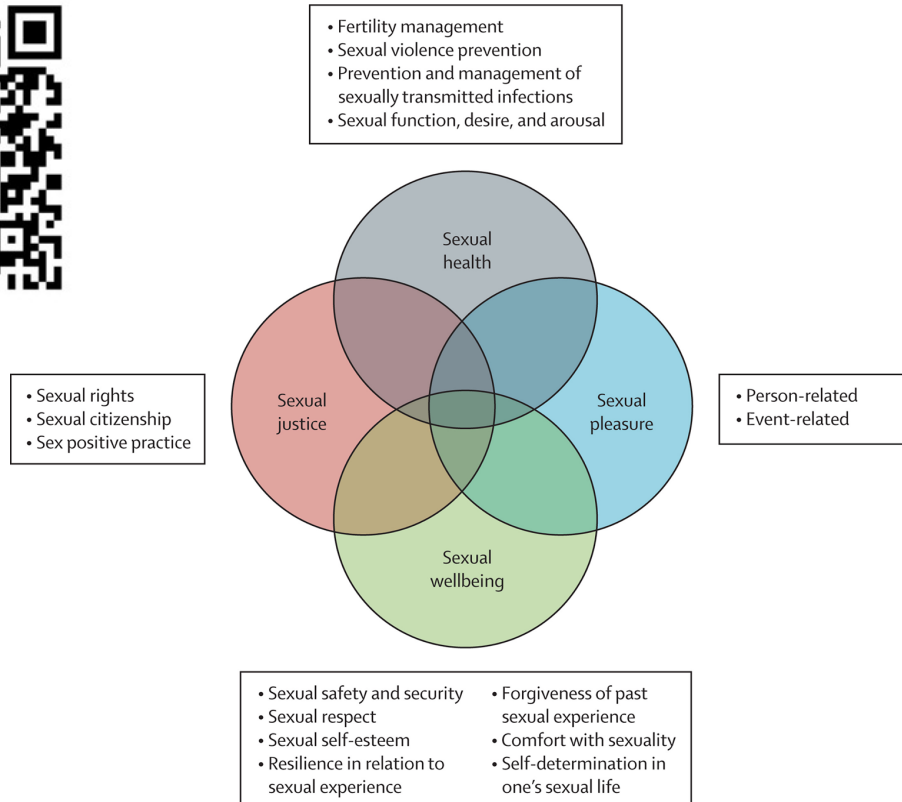 • Fertility management
• Sexual violence prevention
• Prevention and management of
sexually transmitted infections
• Sexual function, desire, and arousal
Sexual
health
• Sexual rights
• Sexual citizenship
• Sex positive practice
Sexual
justice
Sexual
pleasure
• Person-related
• Event-related
Sexual
wellbeing
• Sexual safety and security
• Sexual respect
• Sexual self-esteem
• Resilience in relation to
sexual experience
• Forgiveness of past
sexual experience
• Comfort with sexuality
• Self-determination in
one’s sexual life